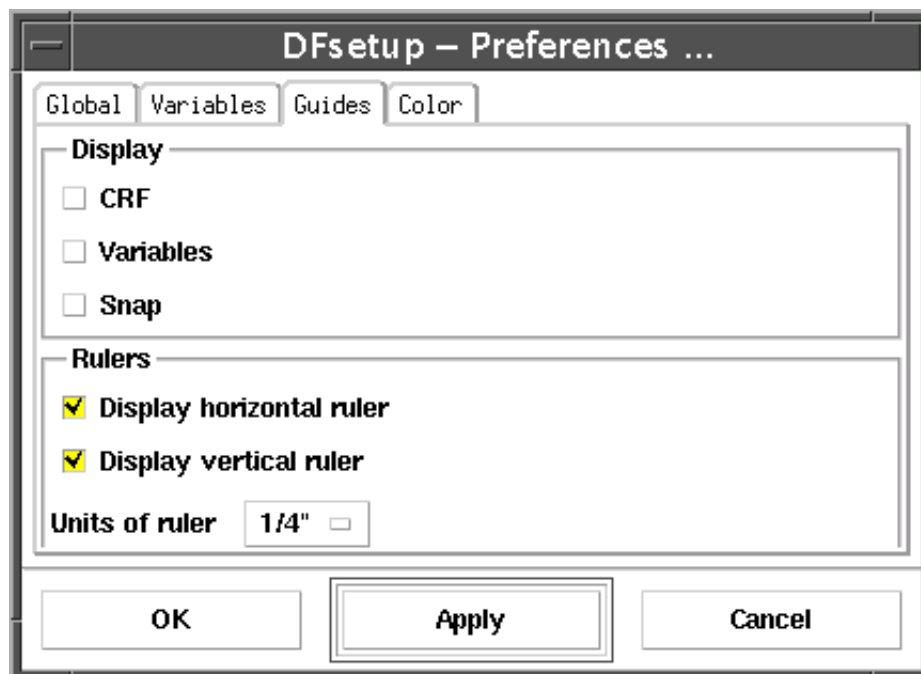 DFsetup – Preferences ...
Global Variables Guides Color
Display
CRF
Variables
Snap
Rulers
Display horizontal ruler
Display vertical ruler
Units of ruler 1/4"
OK Apply Cancel